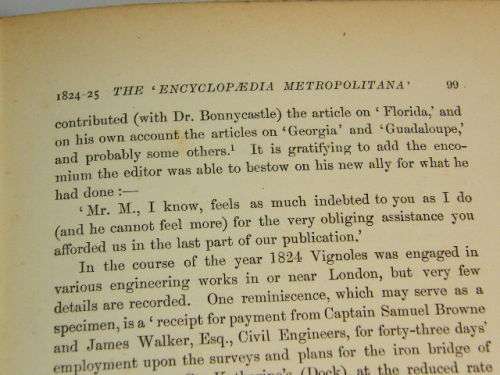 1824-25 THE ‘ENCYCLOPÆDIA METROPOLITANA’ 99
contributed (with Dr. Bonnycastle) the article on ‘Florida,’ and
on his own account the articles on ‘Georgia’ and ‘Guadaloupe,’
and probably some others.¹ It is gratifying to add the enco-
mium the editor was able to bestow on his new ally for what he
had done :—
‘Mr. M., I know, feels as much indebted to you as I do
(and he cannot feel more) for the very obliging assistance you
afforded us in the last part of our publication.’
In the course of the year 1824 Vignoles was engaged in
various engineering works in or near London, but very few
details are recorded. One reminiscence, which may serve as a
specimen, is a ‘receipt for payment from Captain Samuel Browne
and James Walker, Esq., Civil Engineers, for forty-three days’
employment upon the surveys and plans for the iron bridge of
Katharine's (Dock) at the reduced rate